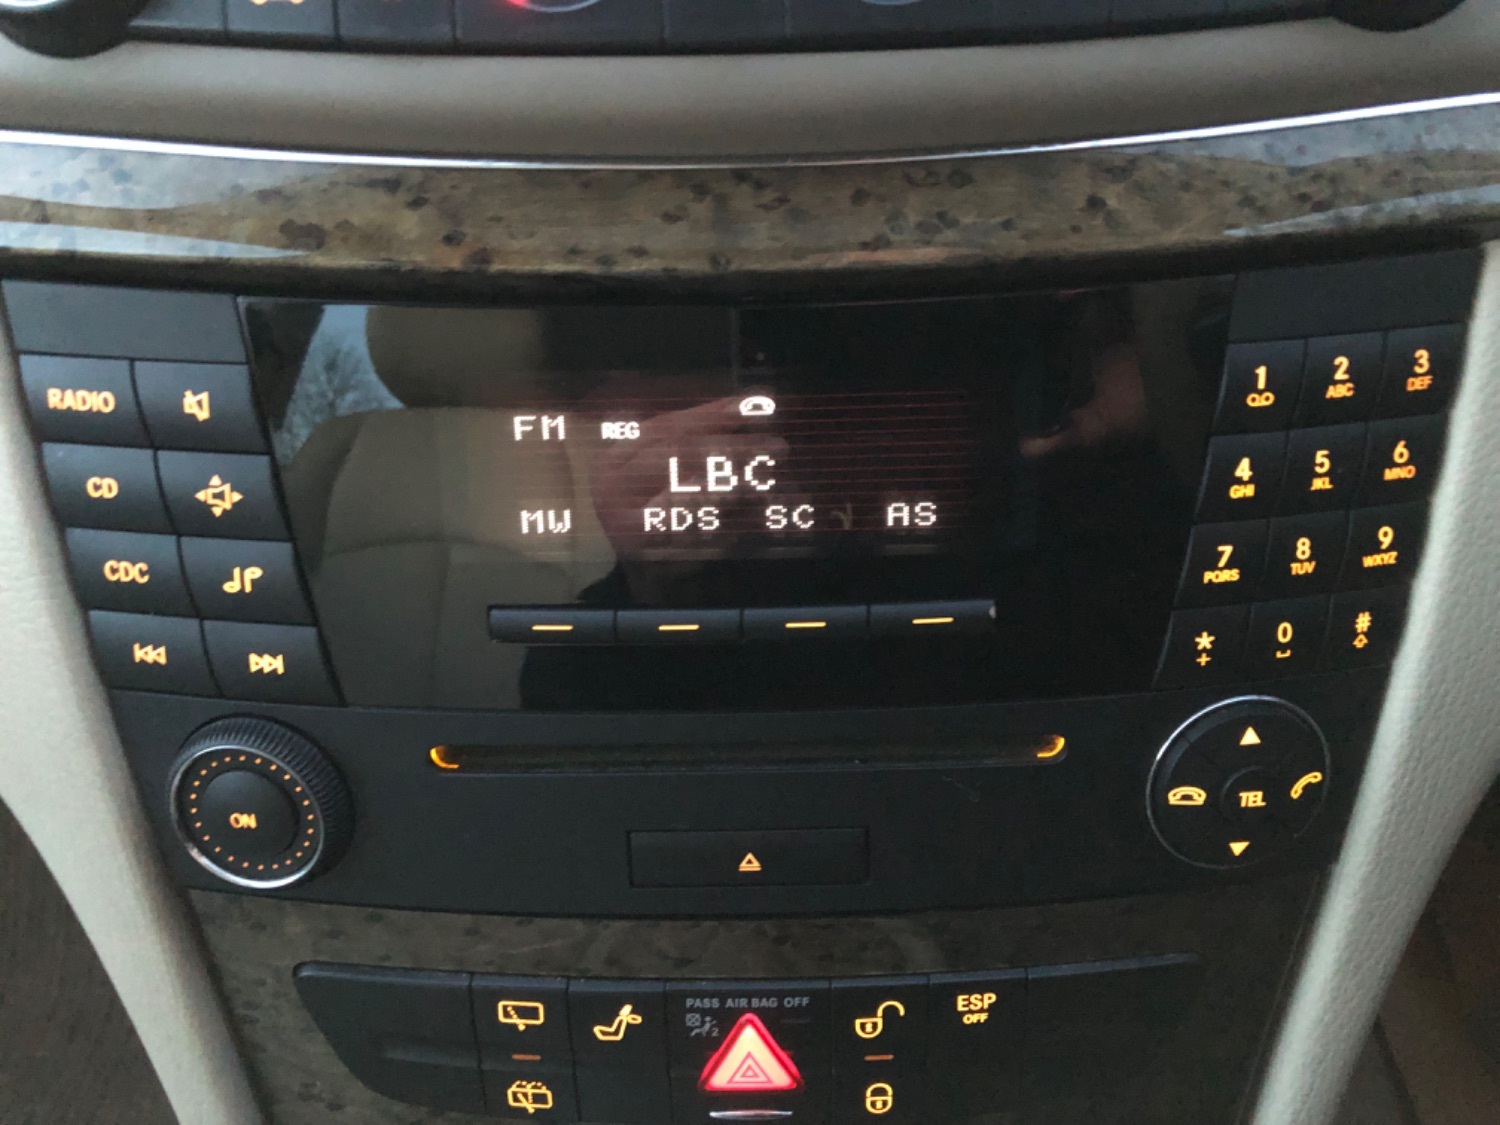 RADIO
CD
CDC
ON
FM REG
LBC
MW RDS SC AS
1
2 ABC
3 DEF
4 GHI
5 JKL
6 MNO
7 PQRS
8 TUV
9 WXYZ
* +
0
#
TEL
PASS AIR BAG OFF
2
ESP
OFF